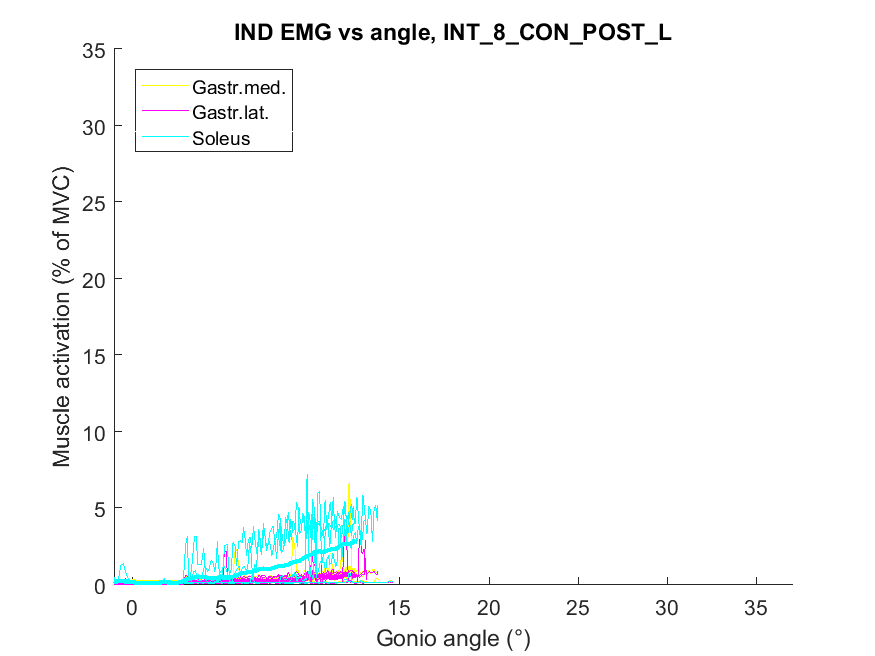 IND EMG vs angle, INT_8_CON_POST_L
35
30
25
20
15
10
5
0
Muscle activation (% of MVC)
Gastr.med.
Gastr.lat.
Soleus
0 5 10 15 20 25 30 35
Gonio angle (°)